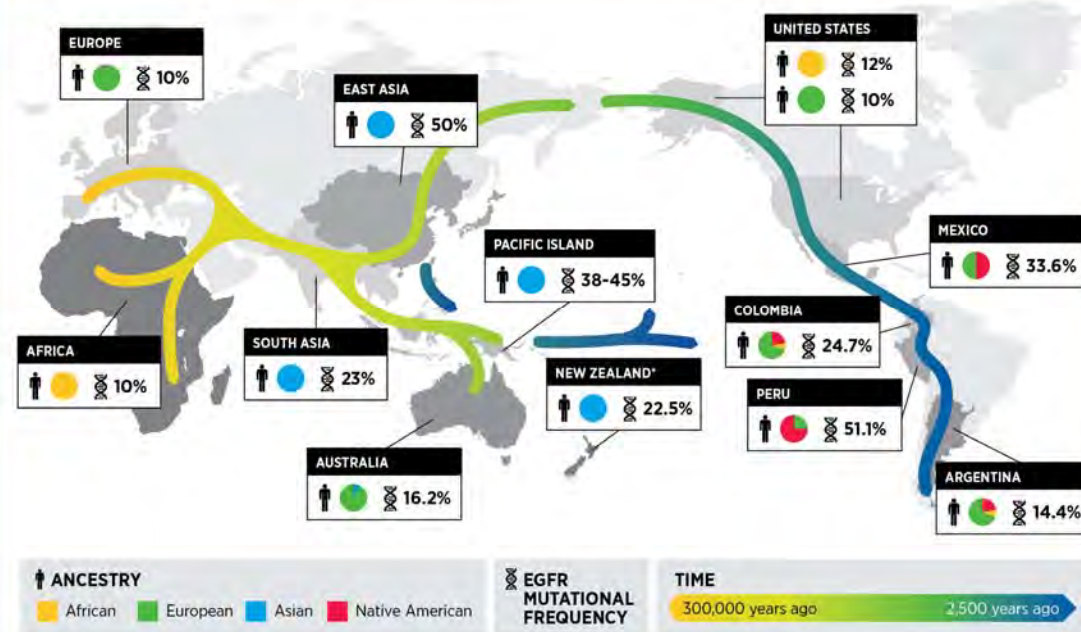 EUROPE
10%
EAST ASIA
50%
UNITED STATES
12%
10%
PACIFIC ISLAND
38-45%
MEXICO
33.6%
AFRICA
10%
SOUTH ASIA
23%
NEW ZEALAND*
22.5%
COLOMBIA
24.7%
PERU
51.1%
AUSTRALIA
16.2%
ARGENTINA
14.4%
ANCESTRY
African European Asian Native American
EGFR
MUTATIONAL
FREQUENCY
TIME
300,000 years ago 2,500 years ago